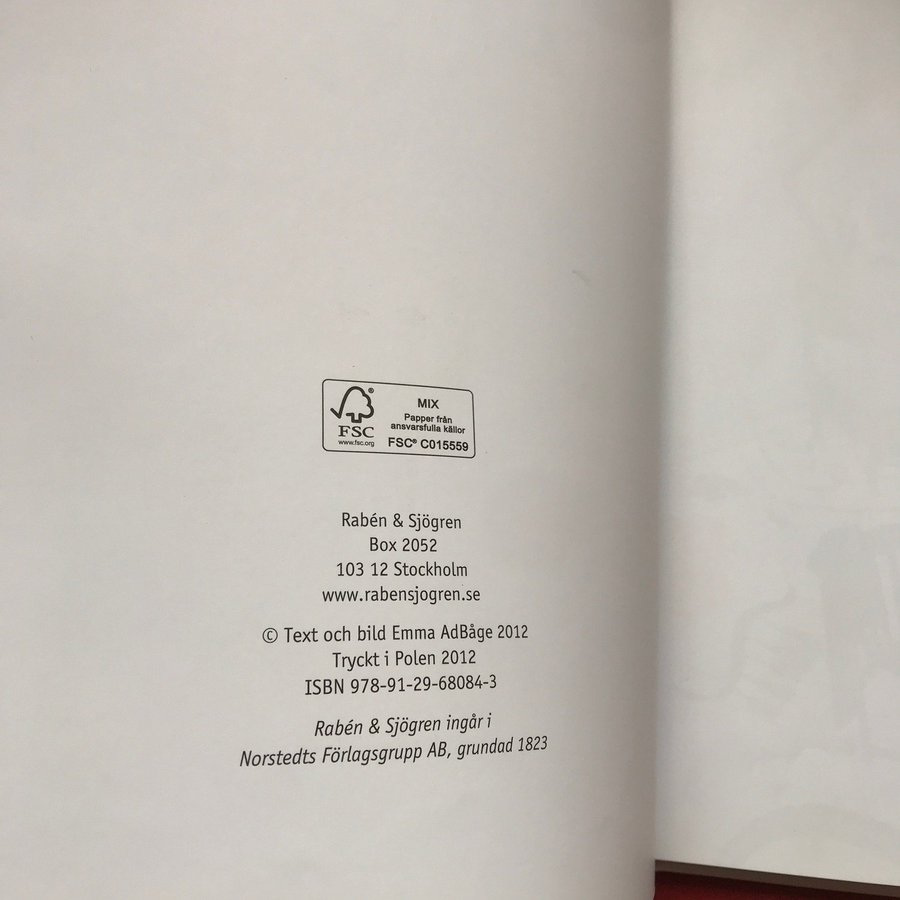 FSC®
www.fsc.org
MIX
Papper från
ansvarsfulla källor
FSC® C015559
Rabén & Sjögren
Box 2052
103 12 Stockholm
www.rabensjogren.se
© Text och bild Emma AdBåge 2012
Tryckt i Polen 2012
ISBN 978-91-29-68084-3
Rabén & Sjögren ingår i
Norstedts Förlagsgrupp AB, grundad 1823